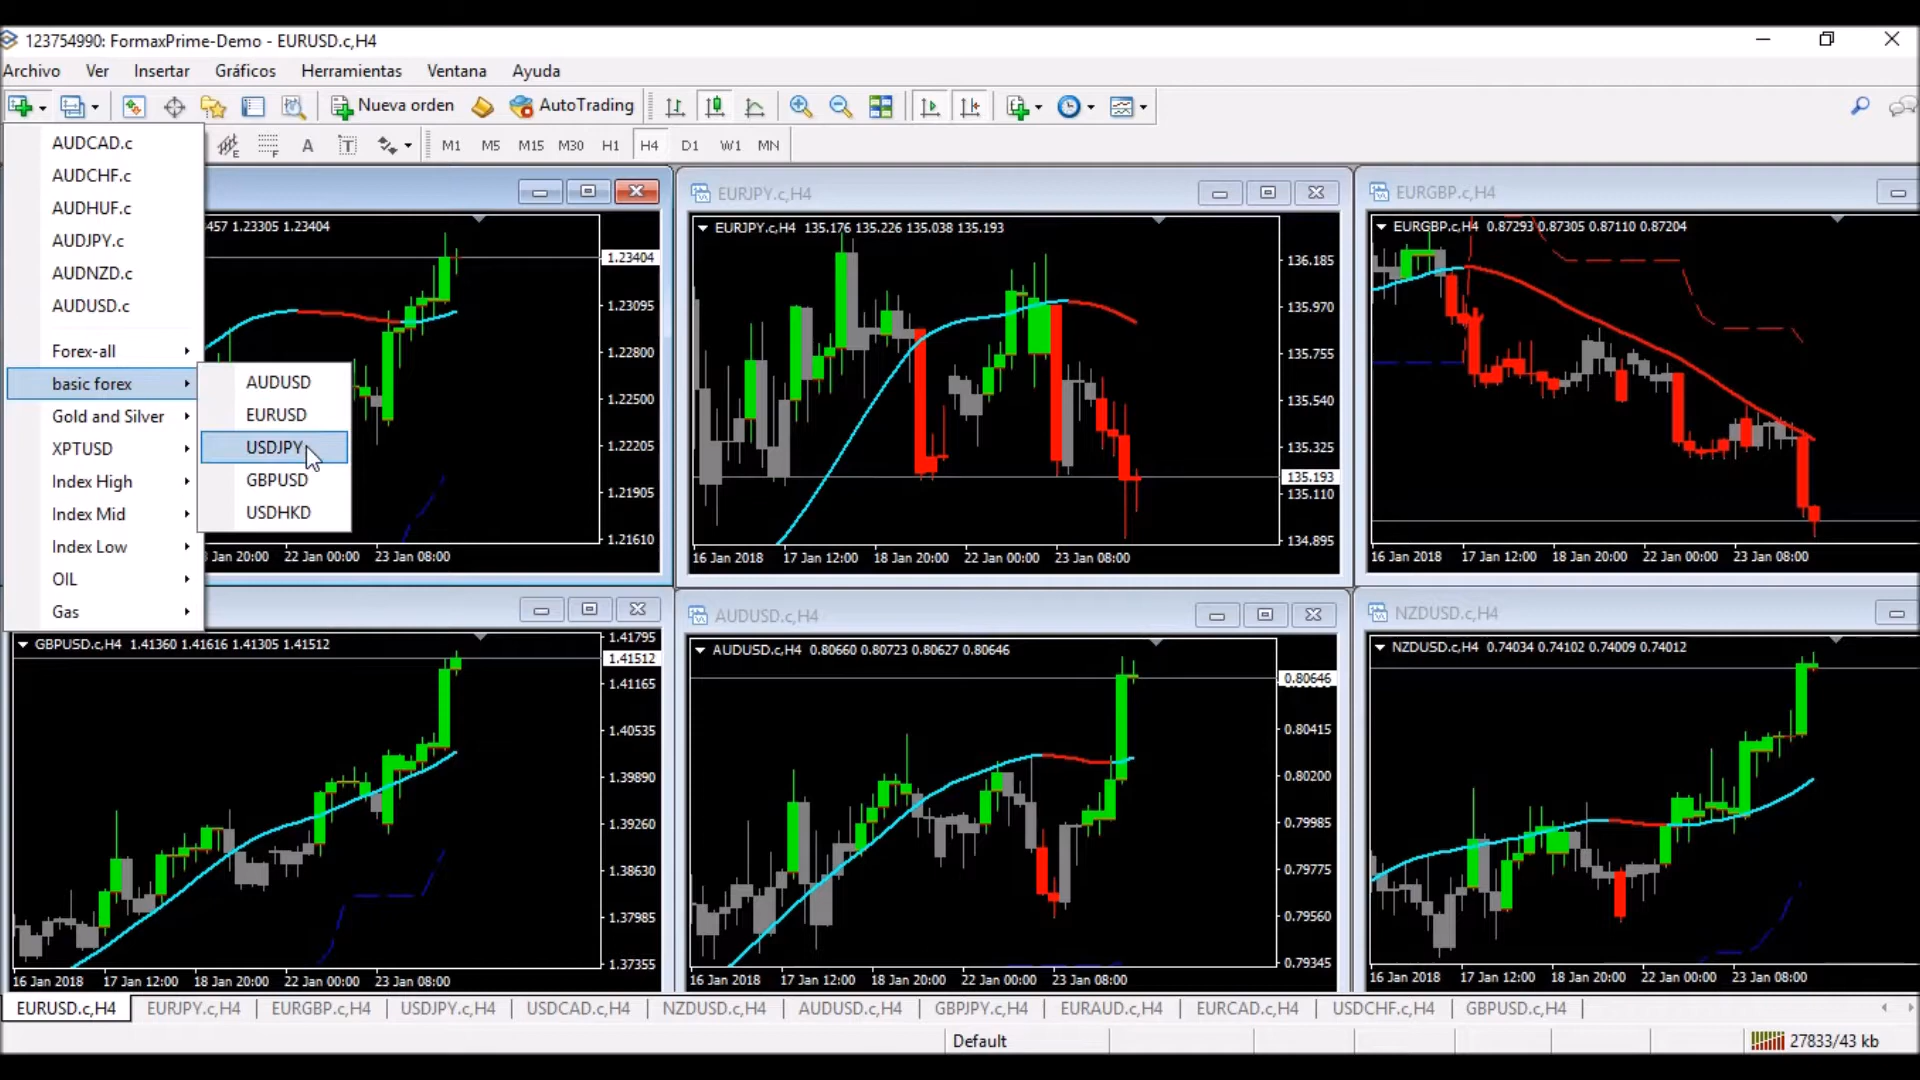 123754990: FormaxPrime-Demo - EURUSD.c,H4
Archivo Ver Insertar Gráficos Herramientas Ventana Ayuda
Nueva orden AutoTrading
E F A T M1 M5 M15 M30 H1 H4 D1 W1 MN
AUDCAD.c
AUDCHF.c
AUDHUF.c
AUDJPY.c
AUDNZD.c
AUDUSD.c
Forex-all
basic forex
Gold and Silver
XPTUSD
Index High
Index Mid
Index Low
OIL
Gas
AUDUSD
EURUSD
USDJPY
GBPUSD
USDHKD
457 1.23305 1.23404
1.23404
1.23095
1.22800
1.22500
1.22205
1.21905
1.21610
Jan 20:00 22 Jan 00:00 23 Jan 08:00
EURJPY.c,H4
EURJPY.c,H4 135.176 135.226 135.038 135.193
136.185
135.970
135.755
135.540
135.325
135.193
135.110
134.895
16 Jan 2018 17 Jan 12:00 18 Jan 20:00 22 Jan 00:00 23 Jan 08:00
EURGBP.c,H4
EURGBP.c,H4 0.87293 0.87305 0.87110 0.87204
16 Jan 2018 17 Jan 12:00 18 Jan 20:00 22 Jan 00:00 23 Jan 08:00
GBPUSD.c,H4 1.41360 1.41616 1.41305 1.41512
1.41795
1.41512
1.41165
1.40535
1.39890
1.39260
1.38630
1.37985
1.37355
16 Jan 2018 17 Jan 12:00 18 Jan 20:00 22 Jan 00:00 23 Jan 08:00
AUDUSD.c,H4
AUDUSD.c,H4 0.80660 0.80723 0.80627 0.80646
0.80646
0.80415
0.80200
0.79985
0.79775
0.79560
0.79345
16 Jan 2018 17 Jan 12:00 18 Jan 20:00 22 Jan 00:00 23 Jan 08:00
NZDUSD.c,H4
NZDUSD.c,H4 0.74034 0.74102 0.74009 0.74012
16 Jan 2018 17 Jan 12:00 18 Jan 20:00 22 Jan 00:00 23 Jan 08:00
EURUSD.c,H4 EURJPY.c,H4 EURGBP.c,H4 USDJPY.c,H4 USDCAD.c,H4 NZDUSD.c,H4 AUDUSD.c,H4 GBPJPY.c,H4 EURAUD.c,H4 EURCAD.c,H4 USDCHF.c,H4 GBPUSD.c,H4
Default 27833/43 kb